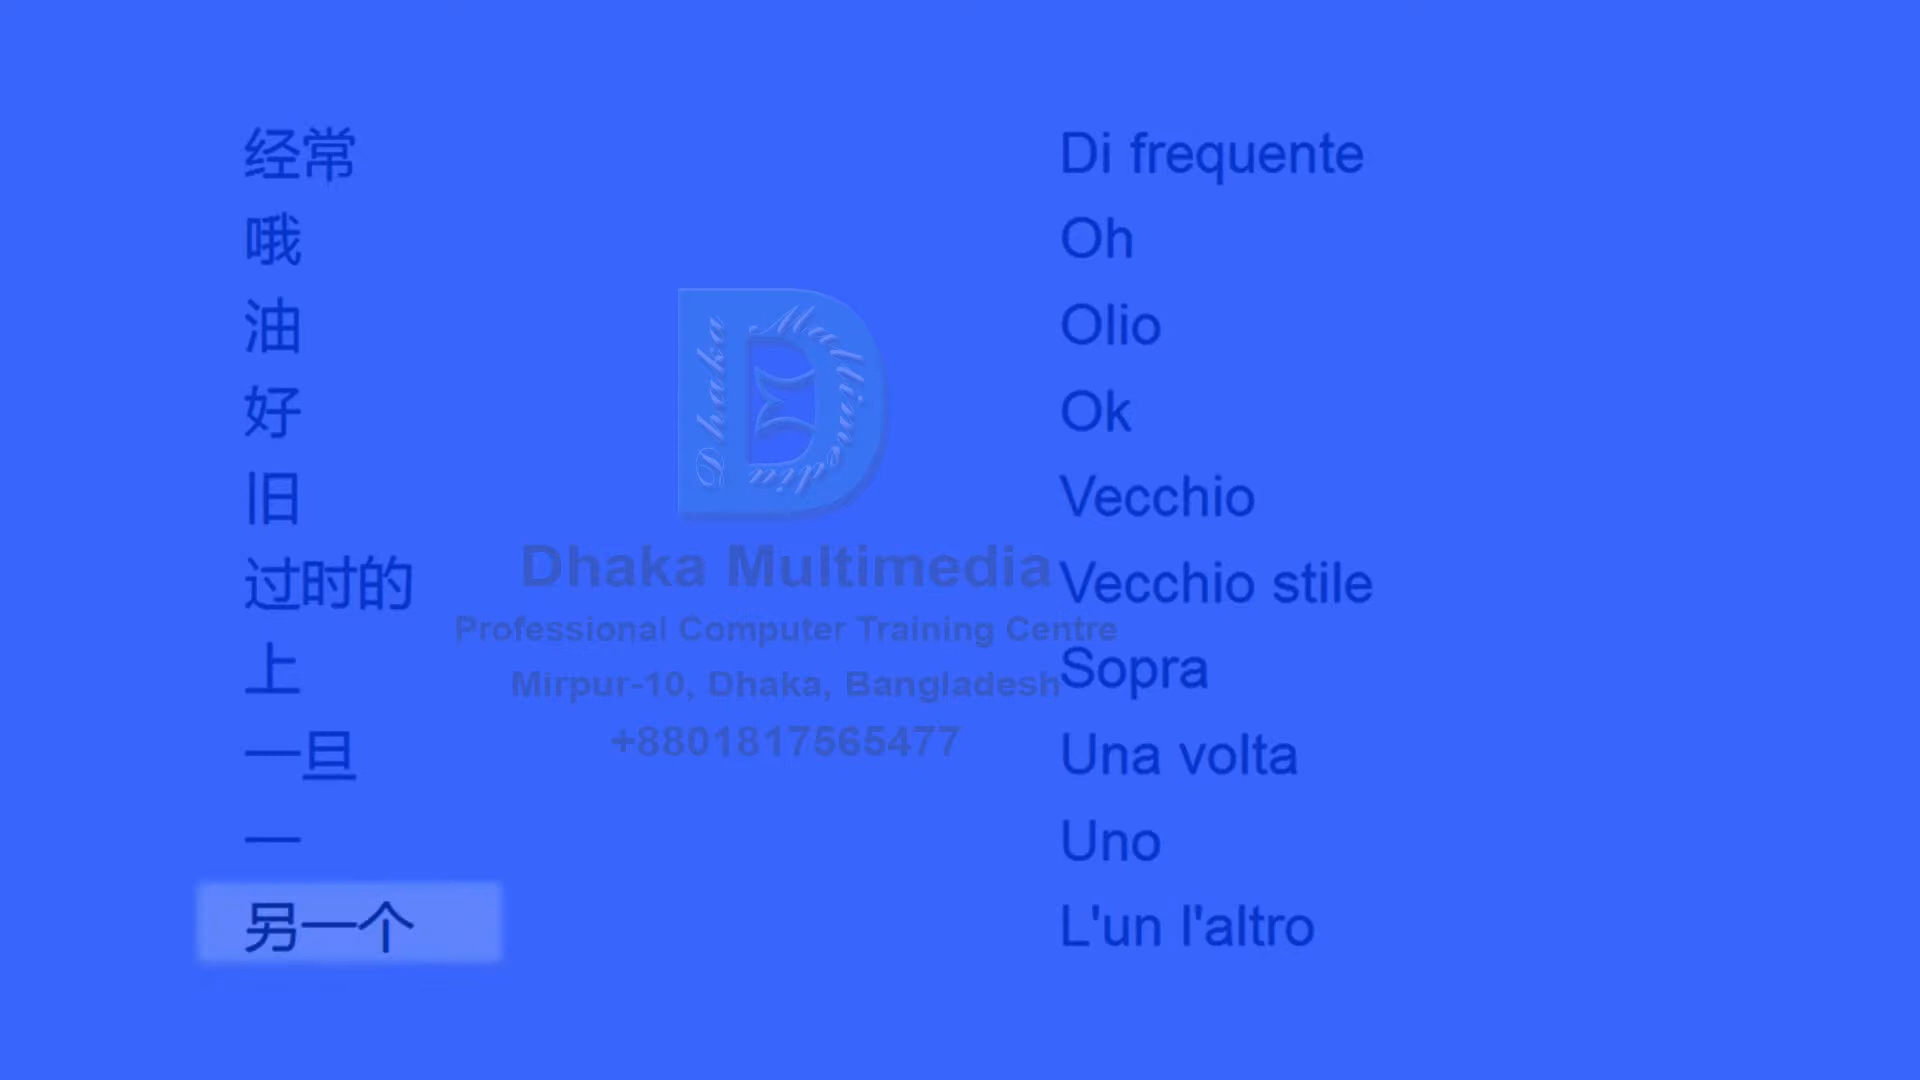 经常 Di frequente
哦 Oh
油 Olio
好 Ok
旧 Vecchio
过时的 Vecchio stile
上 Sopra
一旦 Una volta
一 Uno
另一个 L'un l'altro
Dhaka Multimedia
Dhaka Multimedia
Professional Computer Training Centre
Mirpur-10, Dhaka, Bangladesh
+8801817565477